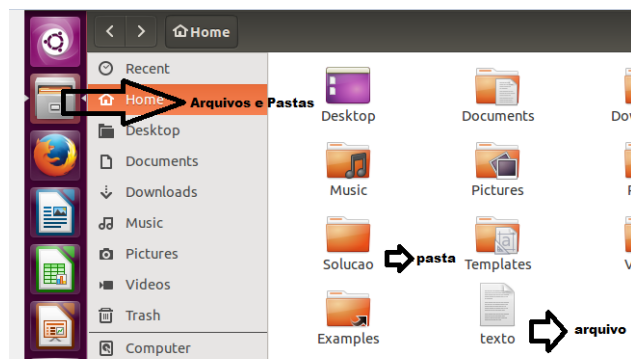 Home
Recent
Home
Arquivos e Pastas
Desktop
Documents
Downloads
Music
Pictures
Videos
Trash
Computer
Desktop
Documents
Dow
Music
Pictures
Solucao
pasta
Templates
V
Examples
texto
arquivo